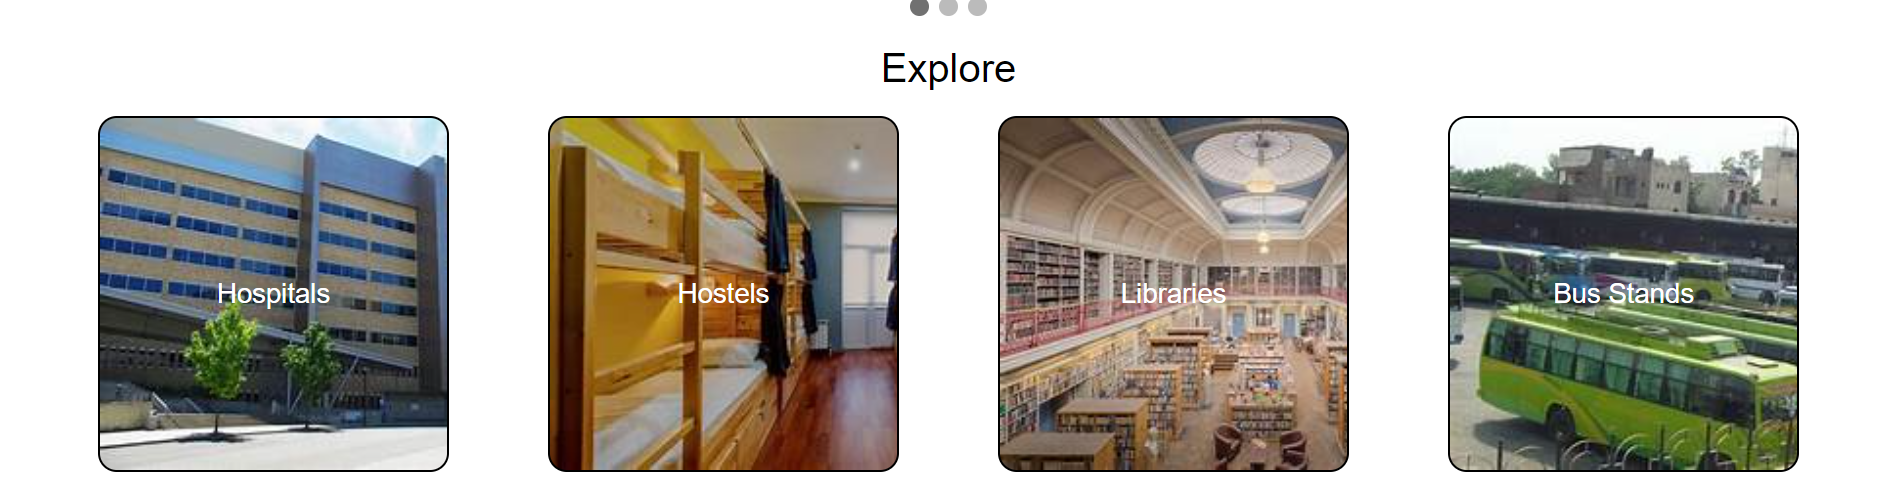 Explore
Hospitals
Hostels
Libraries
Bus Stands